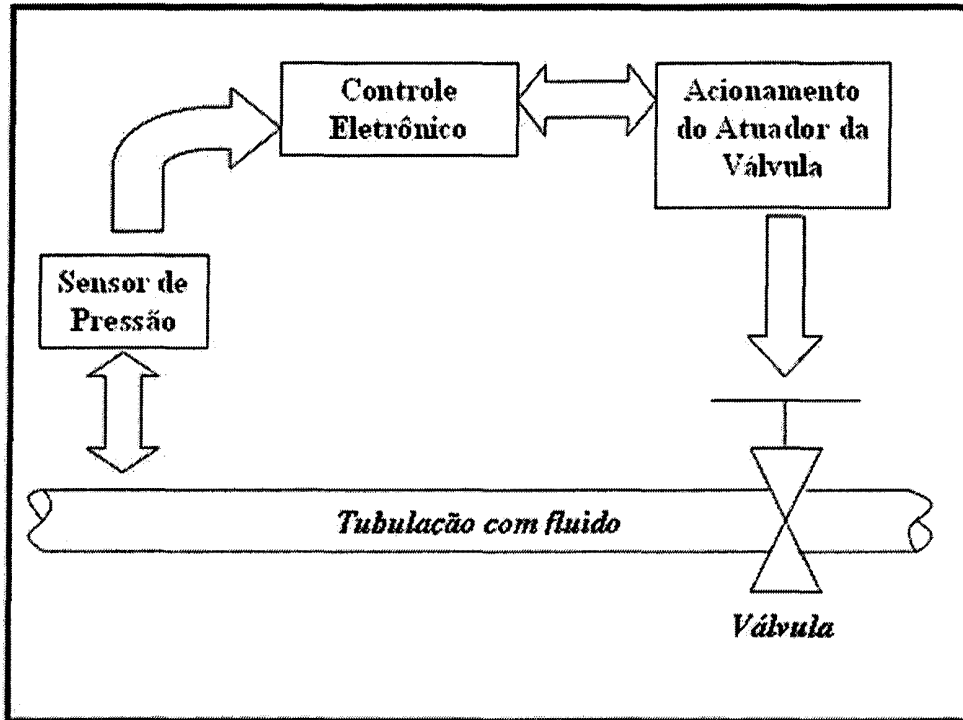 Controle
Eletrônico
Acionamento
do Atuador da
Válvula
Sensor de
Pressão
Tubulação com fluido
Válvula